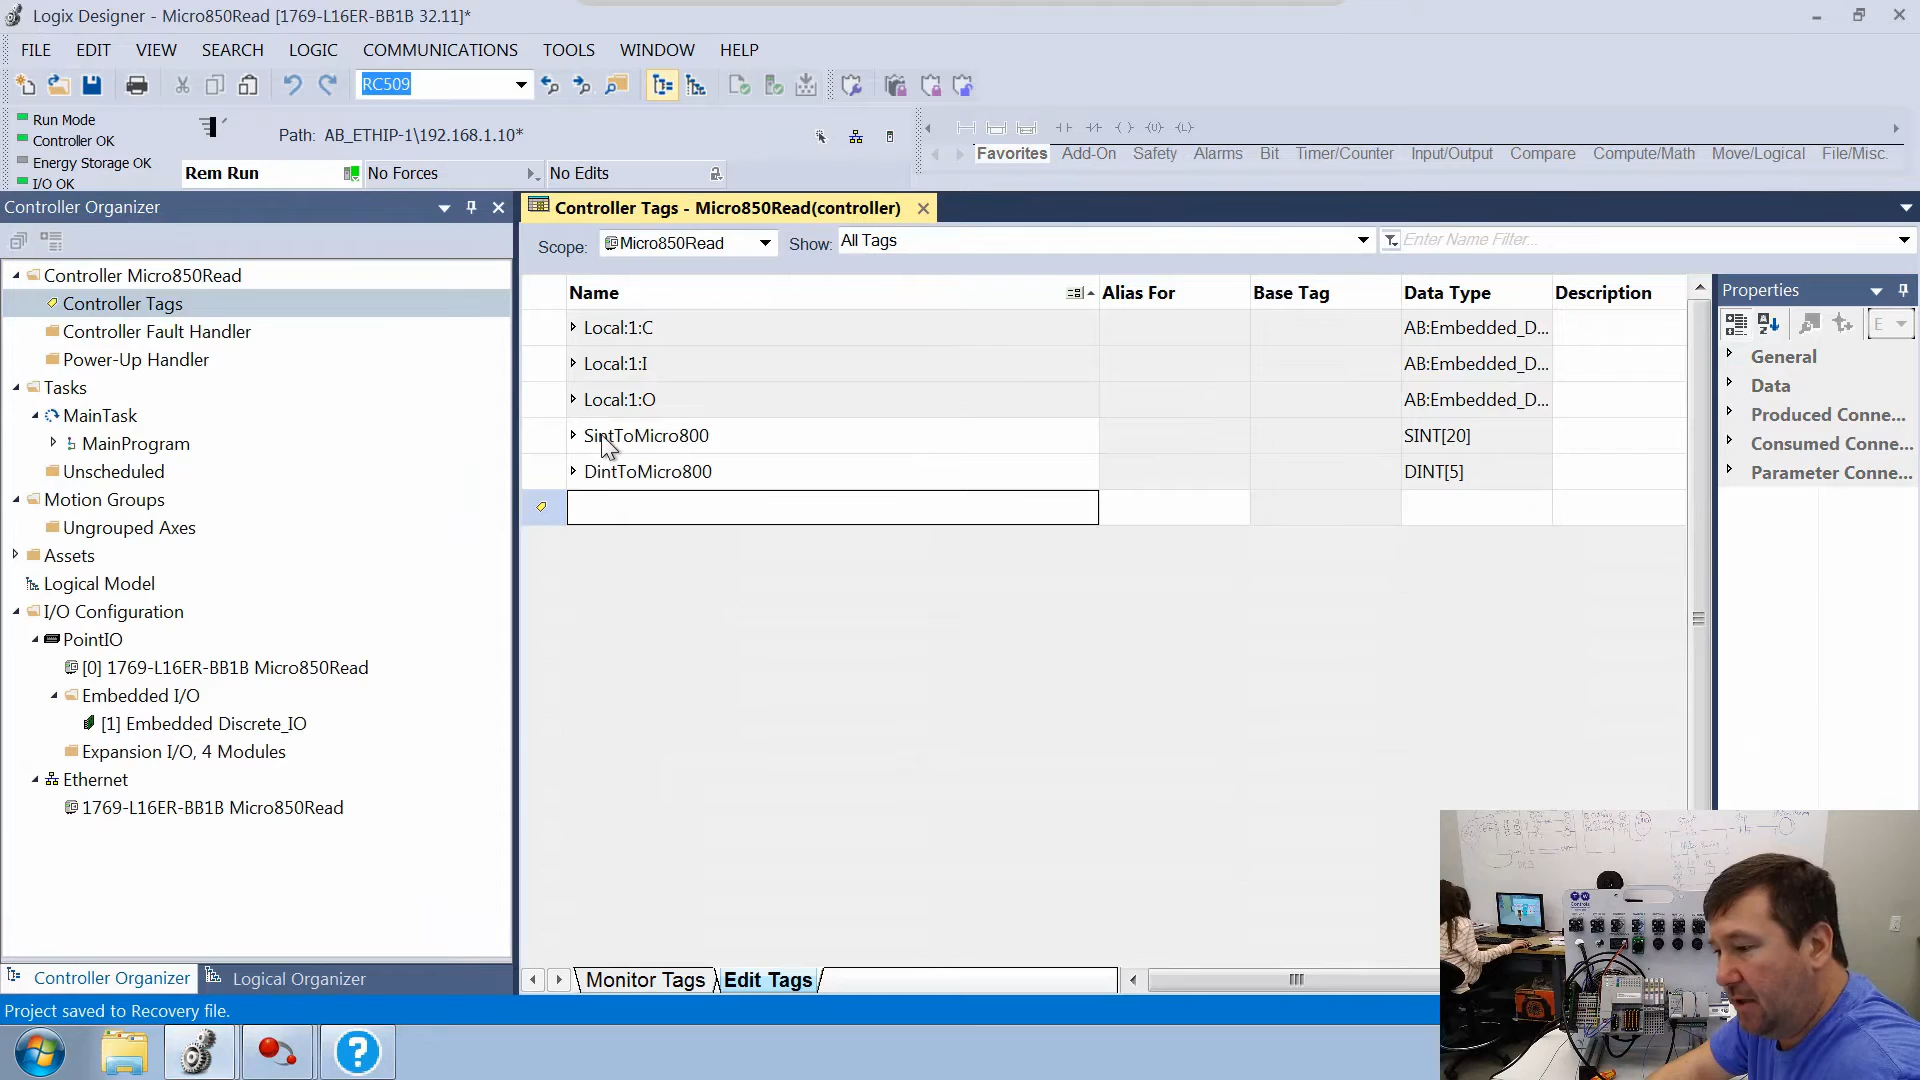 Logix Designer - Micro850Read [1769-L16ER-BB1B 32.11]*
FILE EDIT VIEW SEARCH LOGIC COMMUNICATIONS TOOLS WINDOW HELP
RC509
Run Mode
Controller OK
Energy Storage OK
I/O OK
Path: AB_ETHIP-1\192.168.1.10*
Rem Run No Forces No Edits
Favorites Add-On Safety Alarms Bit Timer/Counter Input/Output Compare Compute/Math Move/Logical File/Misc.
Controller Organizer
Controller Micro850Read
Controller Tags
Controller Fault Handler
Power-Up Handler
Tasks
MainTask
MainProgram
Unscheduled
Motion Groups
Ungrouped Axes
Assets
Logical Model
I/O Configuration
PointIO
[0] 1769-L16ER-BB1B Micro850Read
Embedded I/O
[1] Embedded Discrete_IO
Expansion I/O, 4 Modules
Ethernet
1769-L16ER-BB1B Micro850Read
Controller Organizer Logical Organizer
Controller Tags - Micro850Read(controller)
Scope: Micro850Read Show: All Tags Enter Name Filter...
Name Alias For Base Tag Data Type Description
Local:1:C AB:Embedded_D...
Local:1:I AB:Embedded_D...
Local:1:O AB:Embedded_D...
SintToMicro800 SINT[20]
DintToMicro800 DINT[5]
Monitor Tags Edit Tags
Properties
E
General
Data
Produced Conne...
Consumed Conne...
Parameter Conne...
Project saved to Recovery file.
Controls